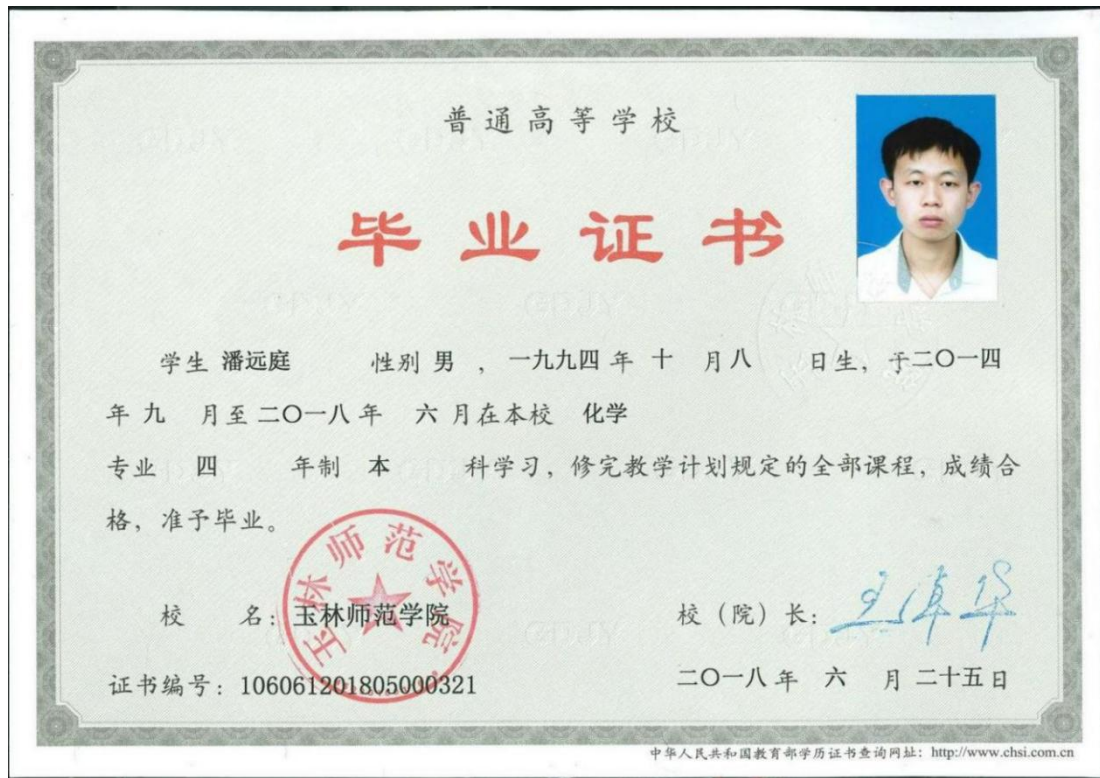 普通高等学校
毕业证书
学生 潘远庭 性别 男 ，一九九四 年 十 月 八 日生，于二〇一四
年 九 月至 二〇一八 年 六 月在本校 化学
专业 四 年制 本 科学习，修完教学计划规定的全部课程，成绩合
格，准予毕业。
玉林师范学院
校 名：玉林师范学院 校（院）长：
证书编号：106061201805000321 二〇一八 年 六 月 二十五 日
中华人民共和国教育部学历证书查询网址：http://www.chsi.com.cn